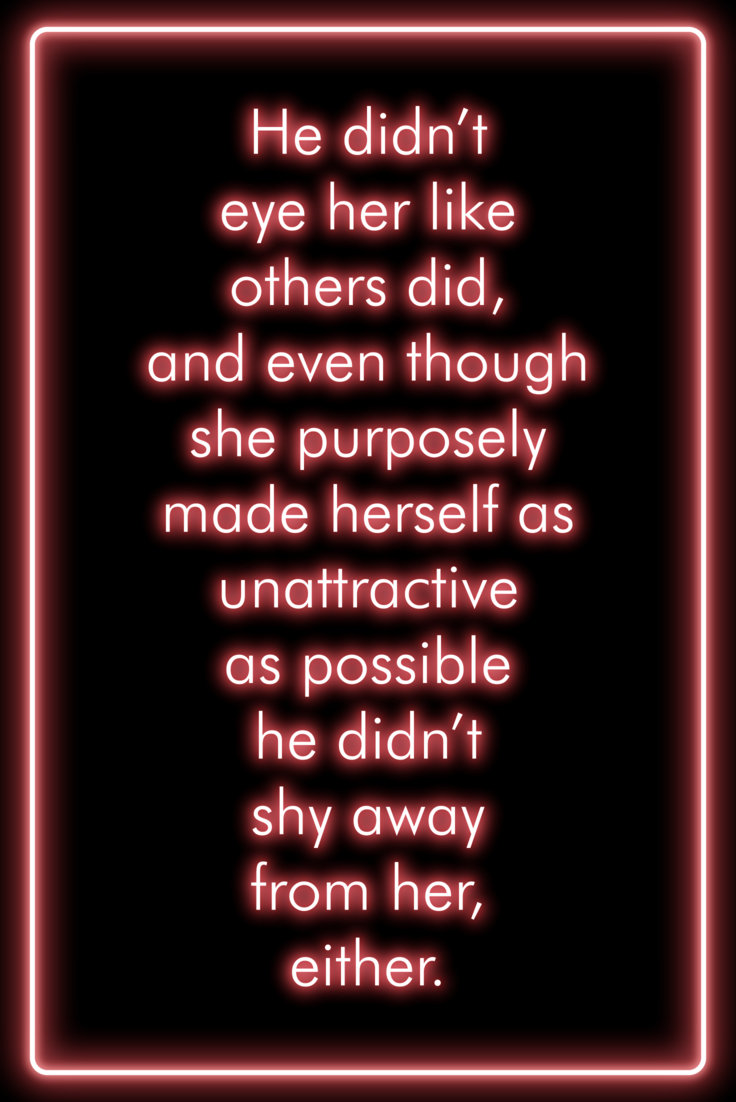 He didn’t
eye her like
others did,
and even though
she purposely
made herself as
unattractive
as possible
he didn’t
shy away
from her,
either.